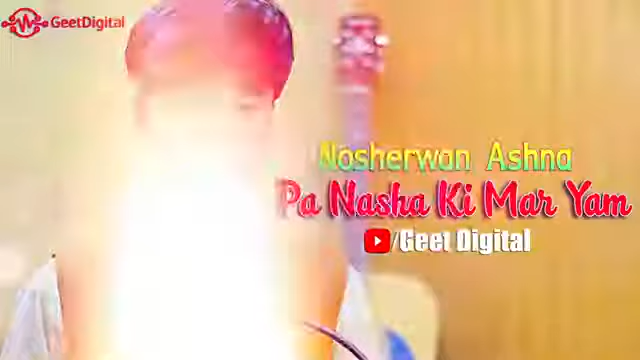 GeetDigital
Nosherwan Ashna
Pa Nasha Ki Mar Yam
/Geet Digital